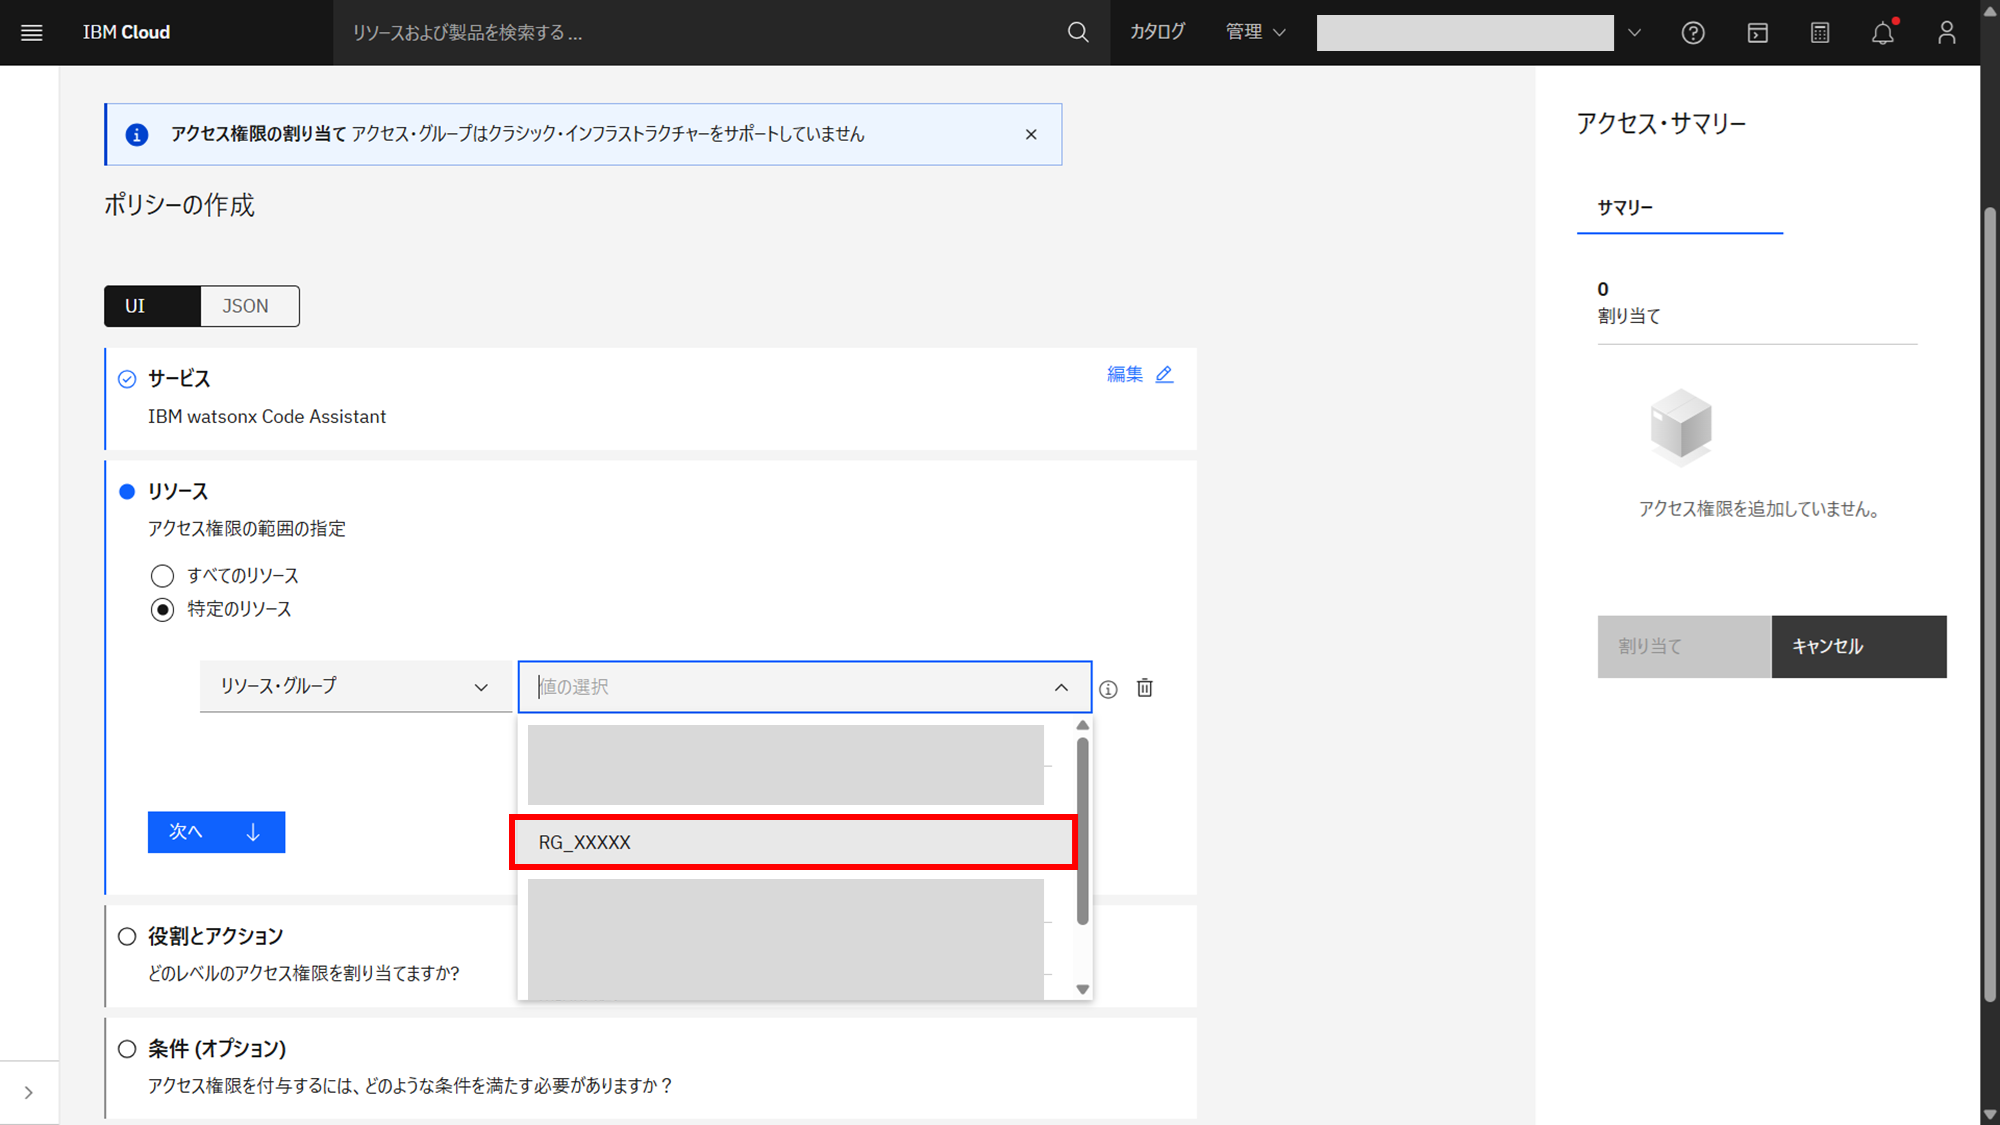 IBM Cloud
リソースおよび製品を検索する ...
カタログ
管理
アクセス権限の割り当て アクセス・グループはクラシック・インフラストラクチャーをサポートしていません
ポリシーの作成
UI
JSON
サービス
編集
IBM watsonx Code Assistant
リソース
アクセス権限の範囲の指定
すべてのリソース
特定のリソース
リソース・グループ
値の選択
RG_XXXXX
次へ
役割とアクション
どのレベルのアクセス権限を割り当てますか?
条件 (オプション)
アクセス権限を付与するには、どのような条件を満たす必要がありますか？
アクセス・サマリー
サマリー
0
割り当て
アクセス権限を追加していません。
割り当て
キャンセル